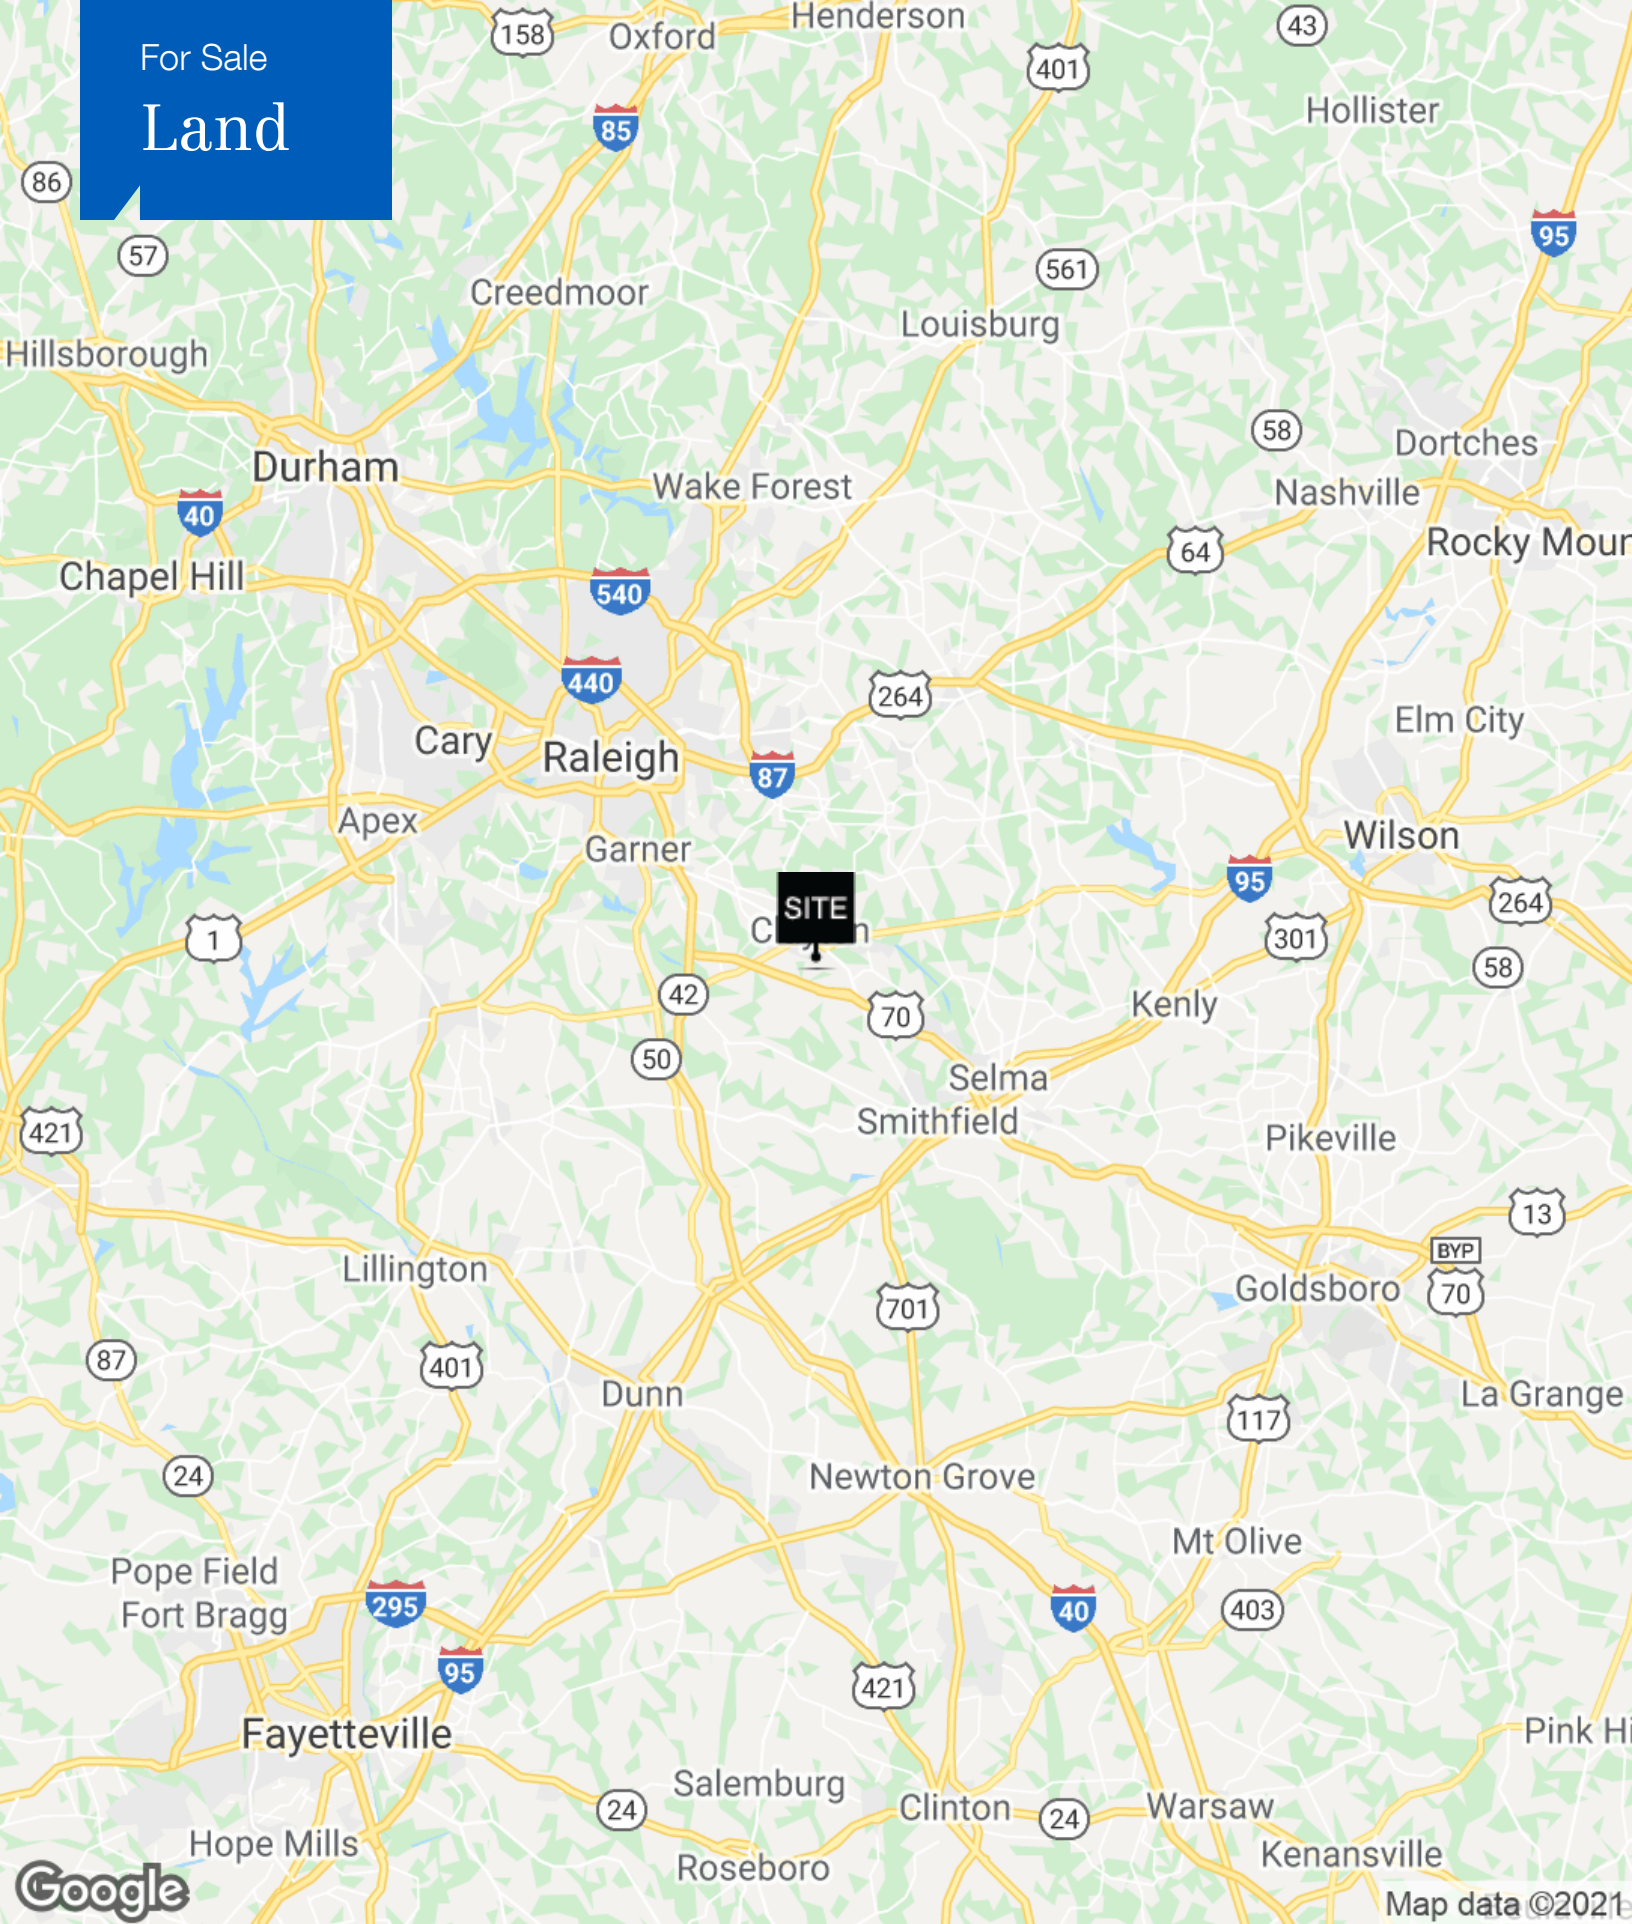 For Sale
Land
158
Oxford
Henderson
43
401
Hollister
85
86
57
95
561
Creedmoor
Louisburg
Hillsborough
58
Dortches
Durham
Wake Forest
Nashville
40
64
Rocky Moun
Chapel Hill
540
440
264
Elm City
Cary
Raleigh
87
Apex
Garner
Wilson
95
SITE
264
1
301
58
42
70
Kenly
50
Selma
Smithfield
421
Pikeville
13
BYP
70
Lillington
Goldsboro
701
87
401
Dunn
La Grange
117
24
Newton Grove
Mt Olive
Pope Field
Fort Bragg
295
40
403
95
421
Fayetteville
Pink Hi
Salemburg
24
Clinton
24
Warsaw
Hope Mills
Roseboro
Kenansville
Google
Map data ©2021